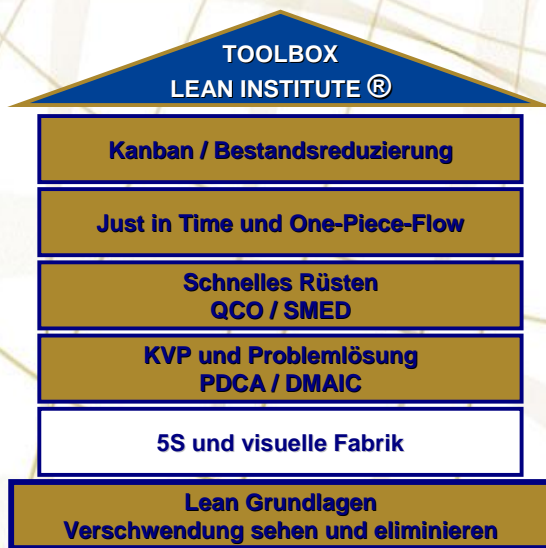 TOOLBOX
LEAN INSTITUTE ®
Kanban / Bestandsreduzierung
Just in Time und One-Piece-Flow
Schnelles Rüsten
QCO / SMED
KVP und Problemlösung
PDCA / DMAIC
5S und visuelle Fabrik
Lean Grundlagen
Verschwendung sehen und eliminieren